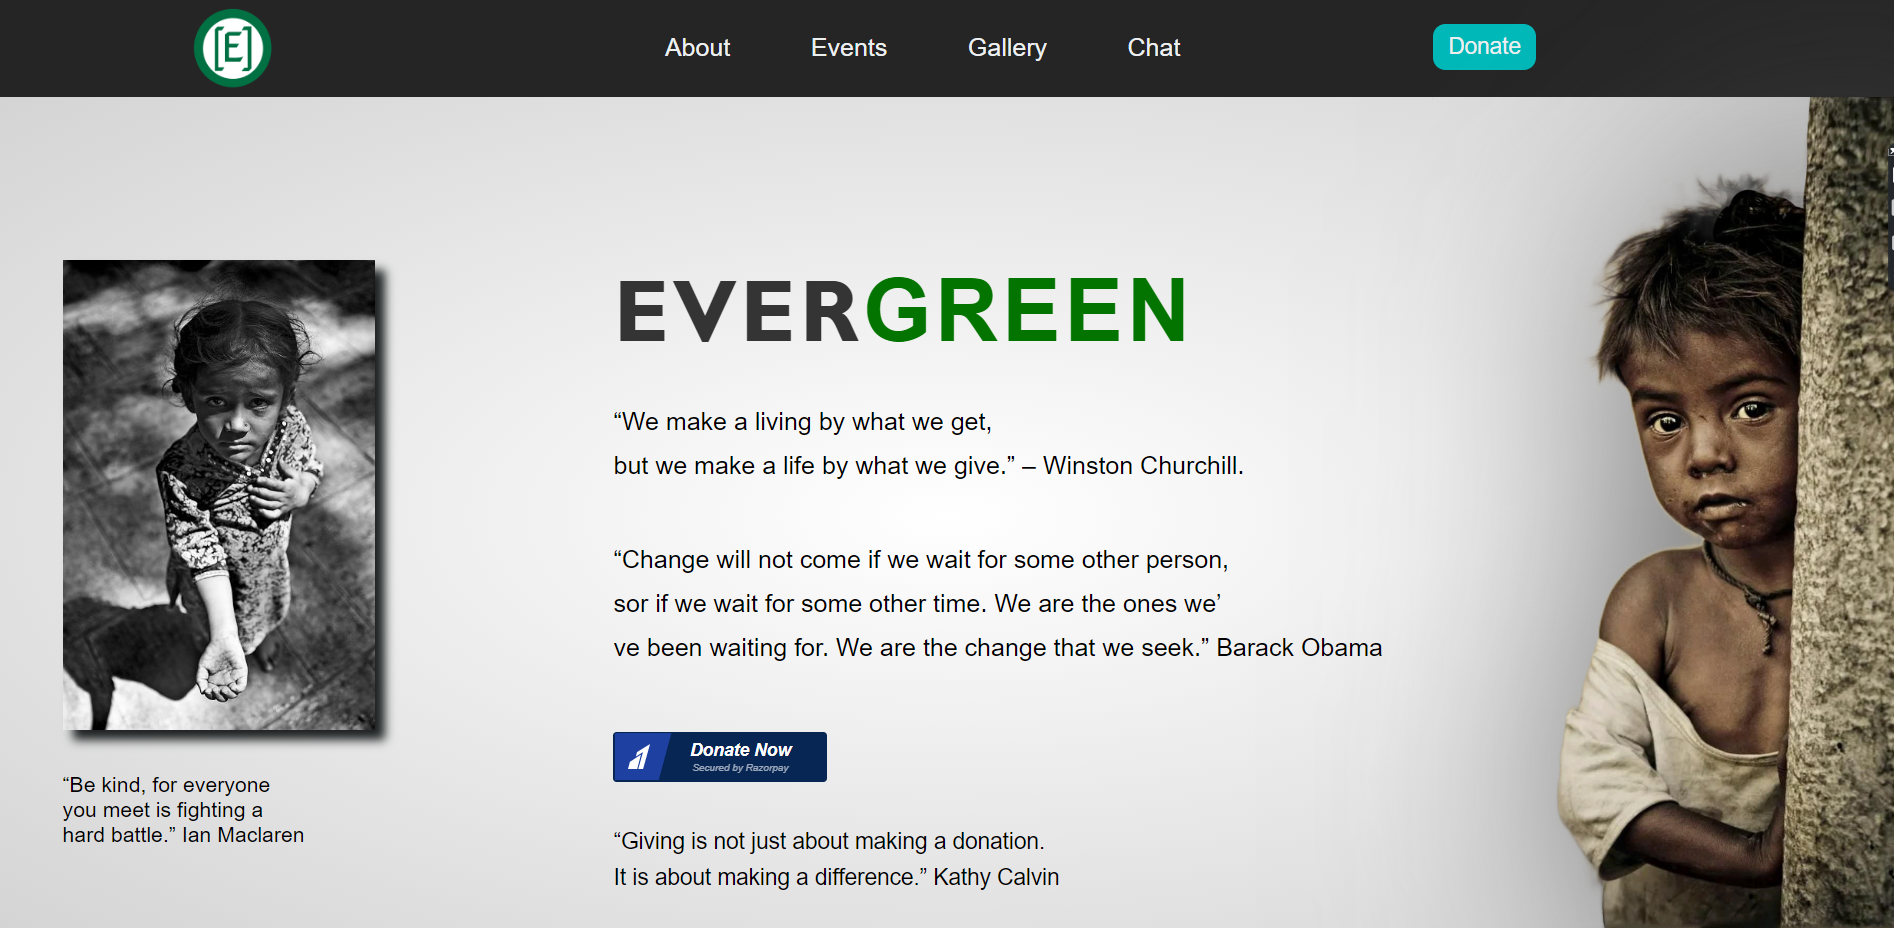 [E]
About Events Gallery Chat Donate
EVERGREEN
“We make a living by what we get,
but we make a life by what we give.” – Winston Churchill.
“Change will not come if we wait for some other person,
sor if we wait for some other time. We are the ones we’
ve been waiting for. We are the change that we seek.” Barack Obama
Donate Now
Secured by Razorpay
“Giving is not just about making a donation.
It is about making a difference.” Kathy Calvin
“Be kind, for everyone
you meet is fighting a
hard battle.” Ian Maclaren